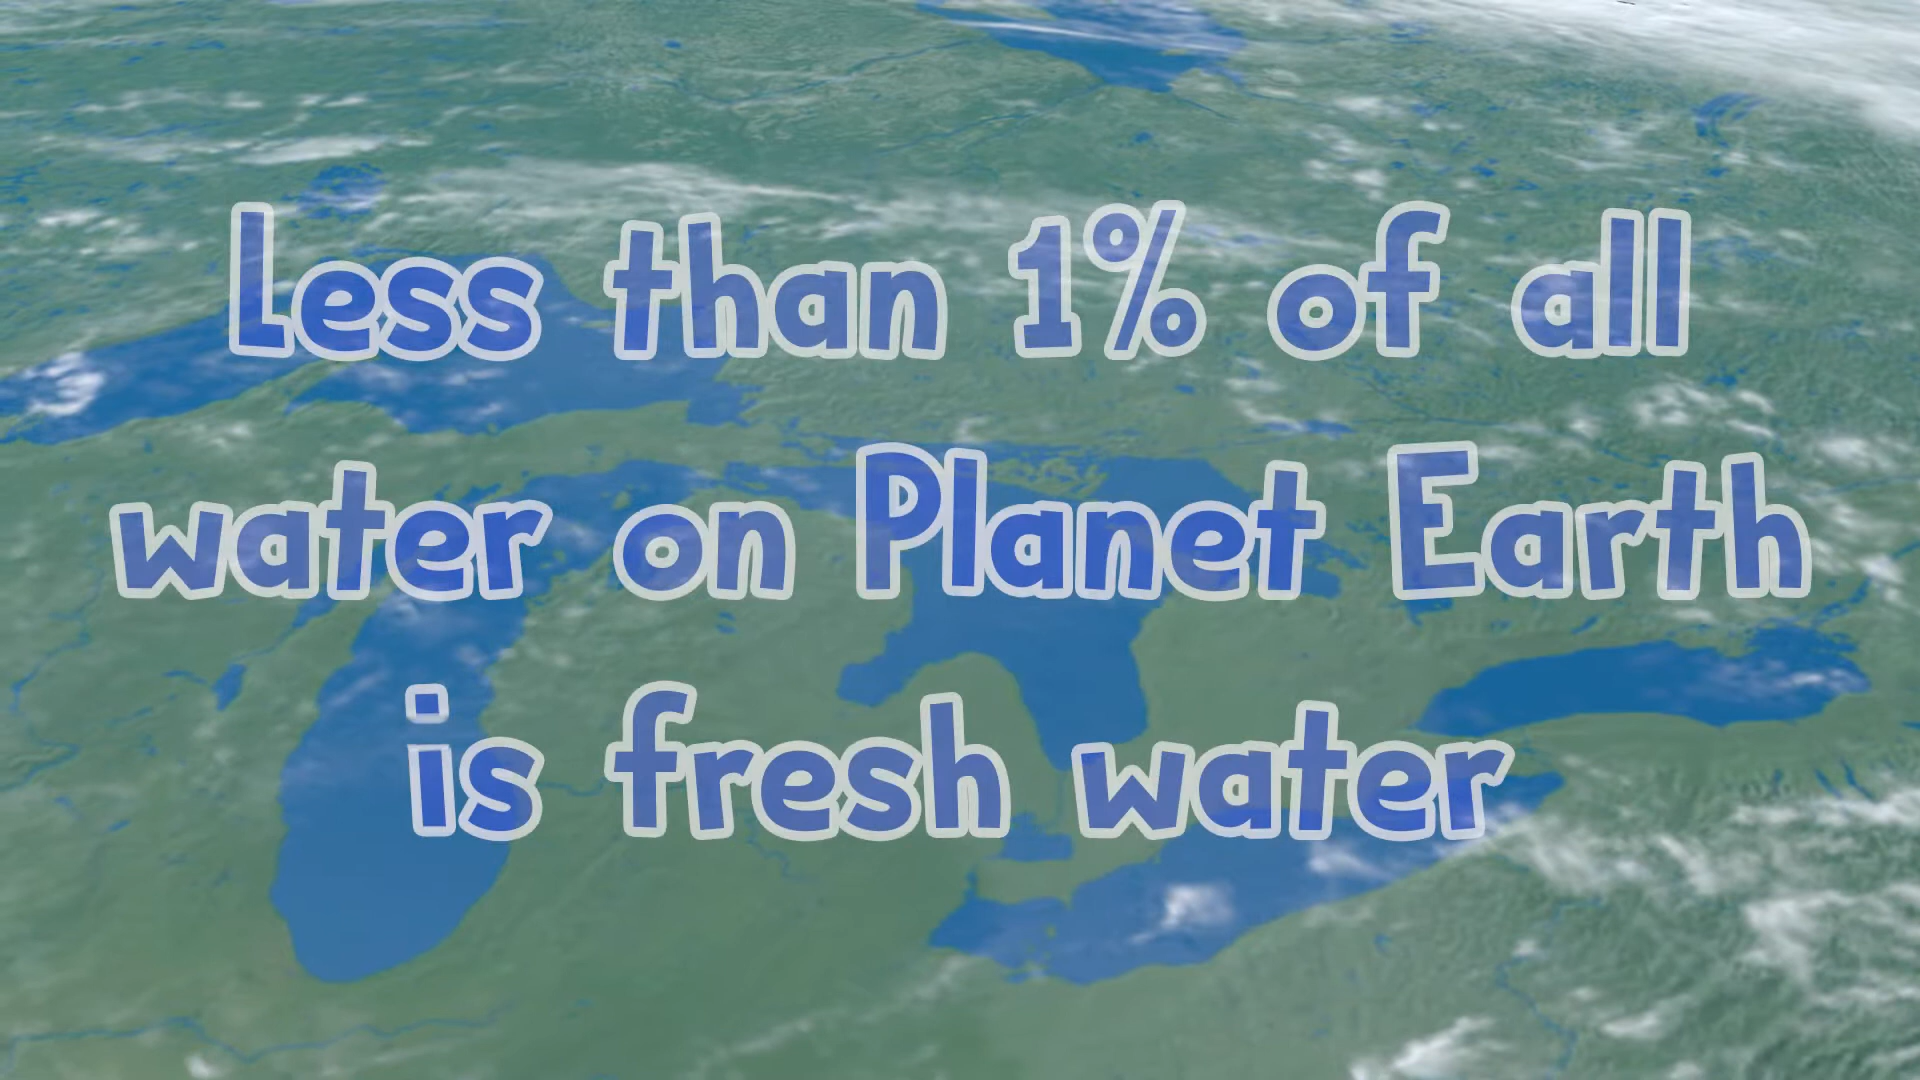 Less than 1% of all
water on Planet Earth
is fresh water